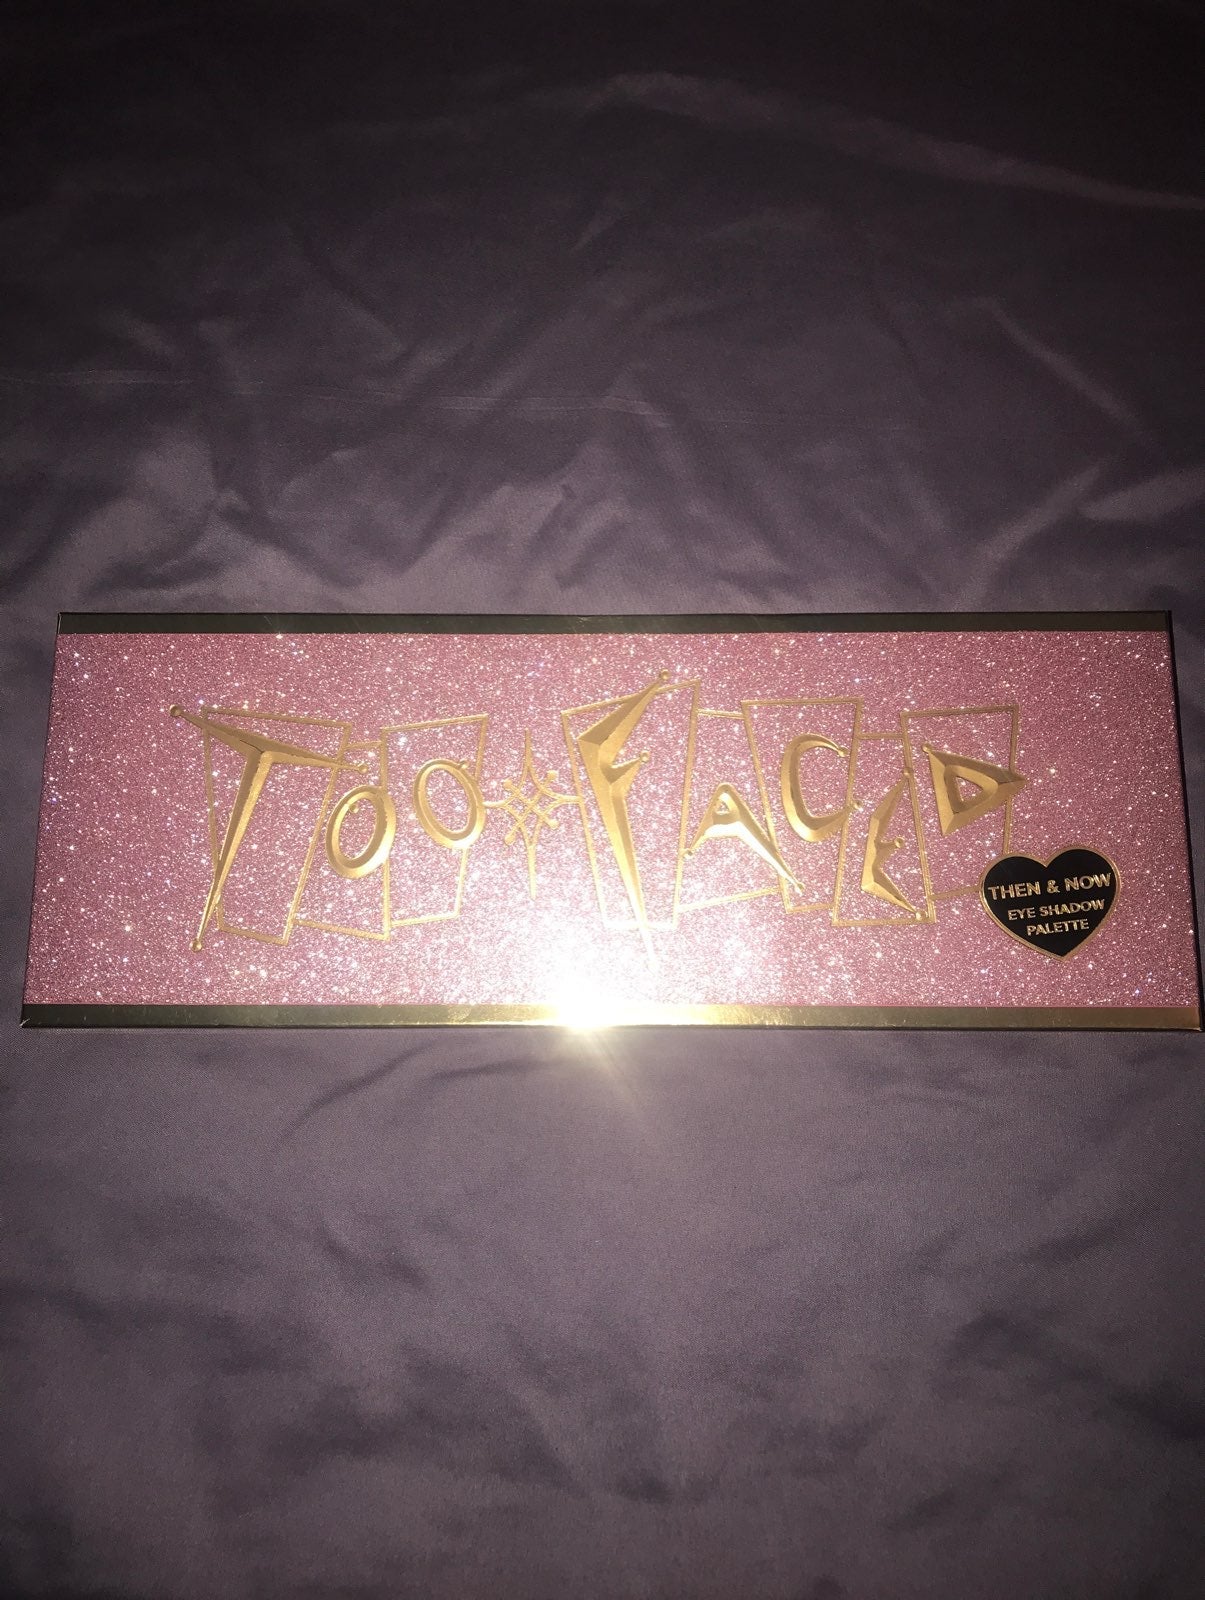 TOO FACED
THEN & NOW
EYE SHADOW
PALETTE